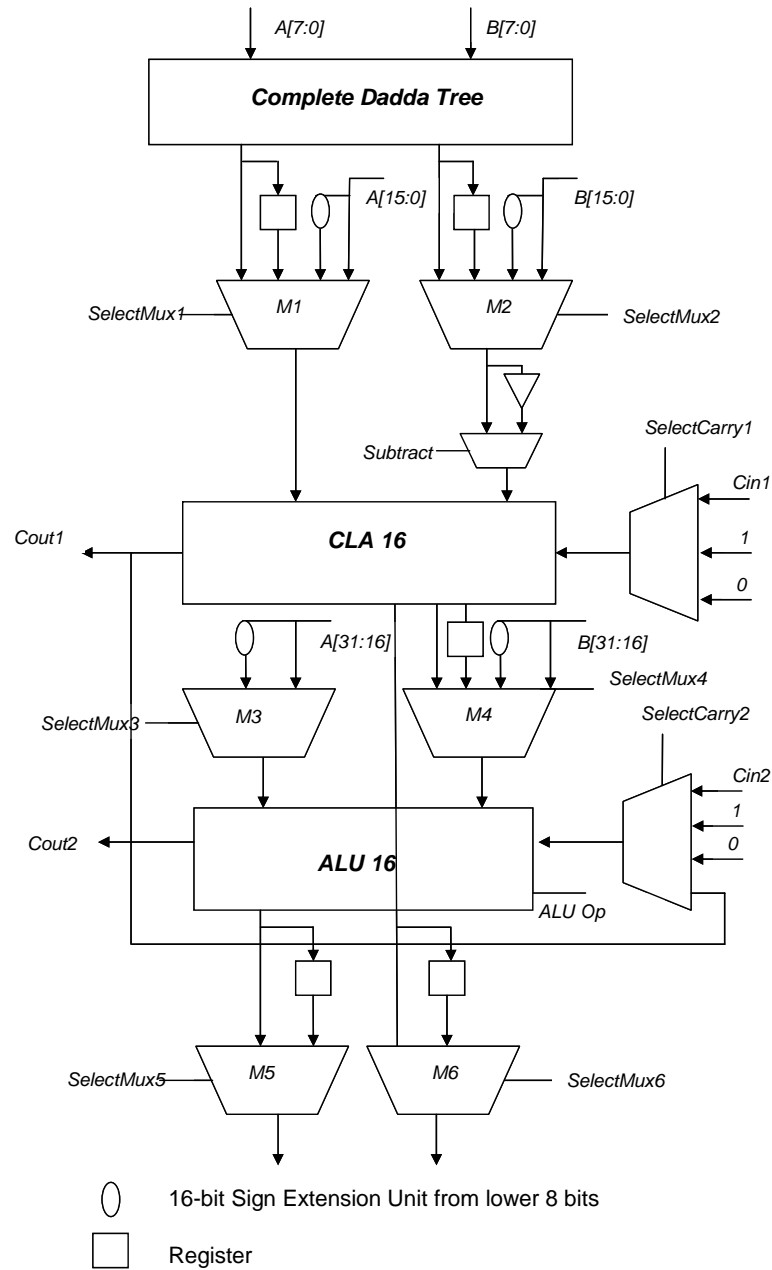 A[7:0]
B[7:0]
Complete Dadda Tree
A[15:0]
B[15:0]
M1
M2
SelectMux1
SelectMux2
SelectCarry1
Subtract
Cin1
Cout1
CLA 16
1
0
A[31:16]
B[31:16]
SelectMux4
SelectMux3
M3
M4
SelectCarry2
Cin2
1
Cout2
0
ALU 16
ALU Op
SelectMux5
M5
M6
SelectMux6
16-bit Sign Extension Unit from lower 8 bits
Register